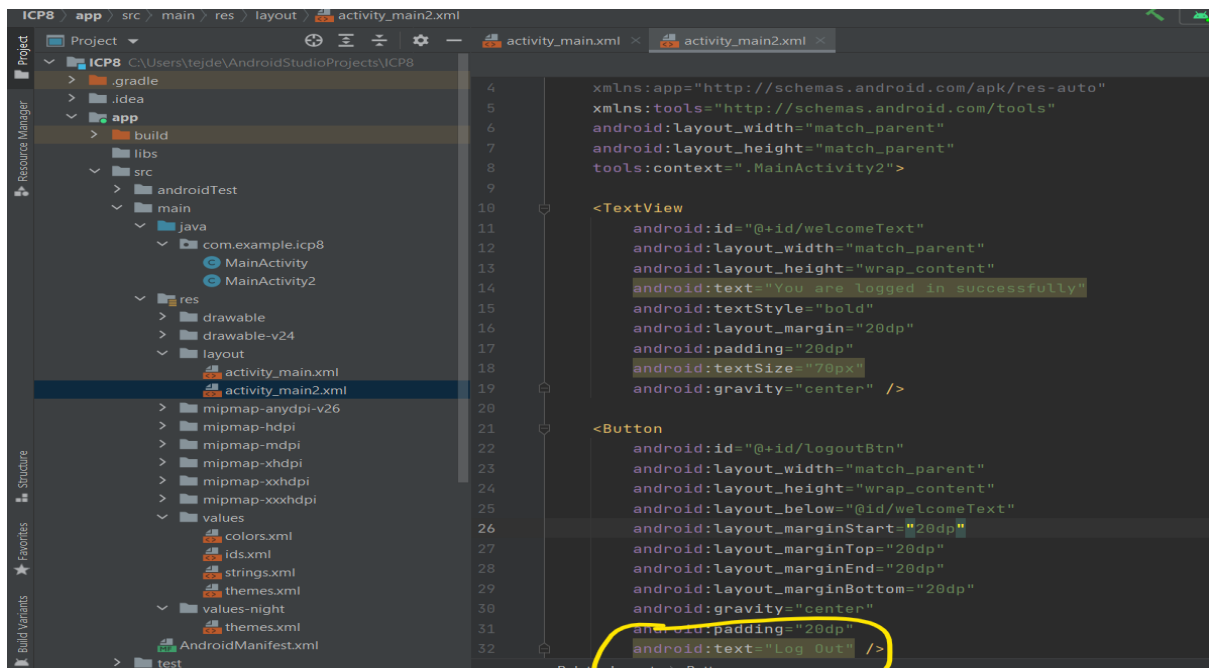 ICP8 > app > src > main > res > layout > activity_main2.xml
Project
activity_main.xml ×
activity_main2.xml ×
Project
Resource Manager
Structure
Favorites
Build Variants
ICP8 C:\Users\tejde\AndroidStudioProjects\ICP8
.gradle
.idea
app
build
libs
src
androidTest
main
java
com.example.icp8
MainActivity
MainActivity2
res
drawable
drawable-v24
layout
activity_main.xml
activity_main2.xml
mipmap-anydpi-v26
mipmap-hdpi
mipmap-mdpi
mipmap-xhdpi
mipmap-xxhdpi
mipmap-xxxhdpi
values
colors.xml
ids.xml
strings.xml
themes.xml
values-night
themes.xml
AndroidManifest.xml
test
4 xmlns:app="http://schemas.android.com/apk/res-auto"
5 xmlns:tools="http://schemas.android.com/tools"
6 android:layout_width="match_parent"
7 android:layout_height="match_parent"
8 tools:context=".MainActivity2">
9
10 <TextView
11 android:id="@+id/welcomeText"
12 android:layout_width="match_parent"
13 android:layout_height="wrap_content"
14 android:text="You are logged in successfully"
15 android:textStyle="bold"
16 android:layout_margin="20dp"
17 android:padding="20dp"
18 android:textSize="70px"
19 android:gravity="center" />
20
21 <Button
22 android:id="@+id/logoutBtn"
23 android:layout_width="match_parent"
24 android:layout_height="wrap_content"
25 android:layout_below="@id/welcomeText"
26 android:layout_marginStart="20dp"
27 android:layout_marginTop="20dp"
28 android:layout_marginEnd="20dp"
29 android:layout_marginBottom="20dp"
30 android:gravity="center"
31 android:padding="20dp"
32 android:text="Log Out" />